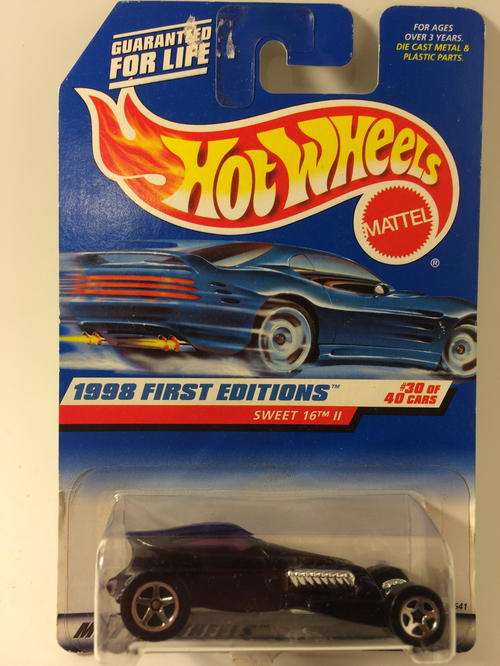 GUARANTEED
FOR LIFE
FOR AGES
OVER 3 YEARS.
DIE CAST METAL &
PLASTIC PARTS.
HOT WHEELS
MATTEL
®
1998 FIRST EDITIONS™
#30 OF
40 CARS
SWEET 16™ II
WHEELS